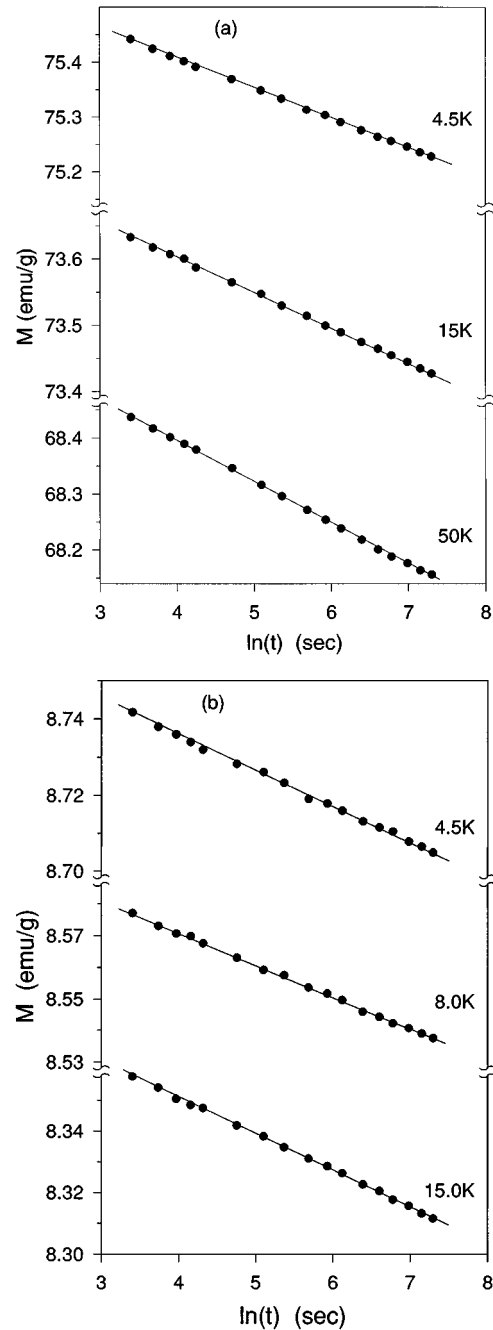 (a)
75.4
4.5K
75.3
75.2
M (emu/g)
73.6
15K
73.5
73.4
68.4
68.3
50K
68.2
3 4 5 6 7 8
ln(t) (sec)
(b)
8.74
8.72
4.5K
8.70
M (emu/g)
8.57
8.0K
8.55
8.53
8.34
15.0K
8.32
8.30
3 4 5 6 7 8
ln(t) (sec)